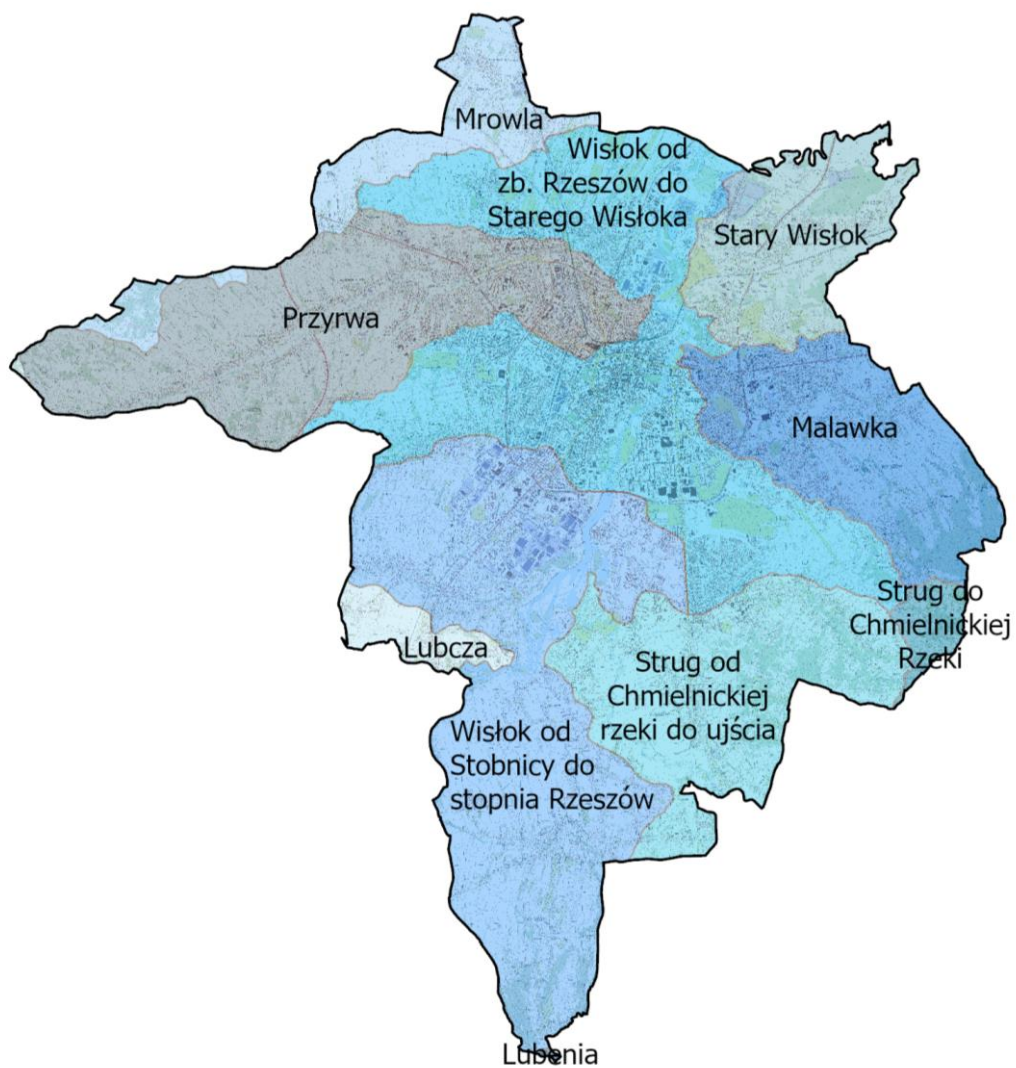 Mrowla
Wisłok od
zb. Rzeszów do
Starego Wisłoka
Stary Wisłok
Przyrwa
Malawka
Strug do
Chmielnickiej
Rzeki
Lubcza
Strug od
Chmielnickiej
rzeki do ujścia
Wisłok od
Stobnicy do
stopnia Rzeszów
Lubenia